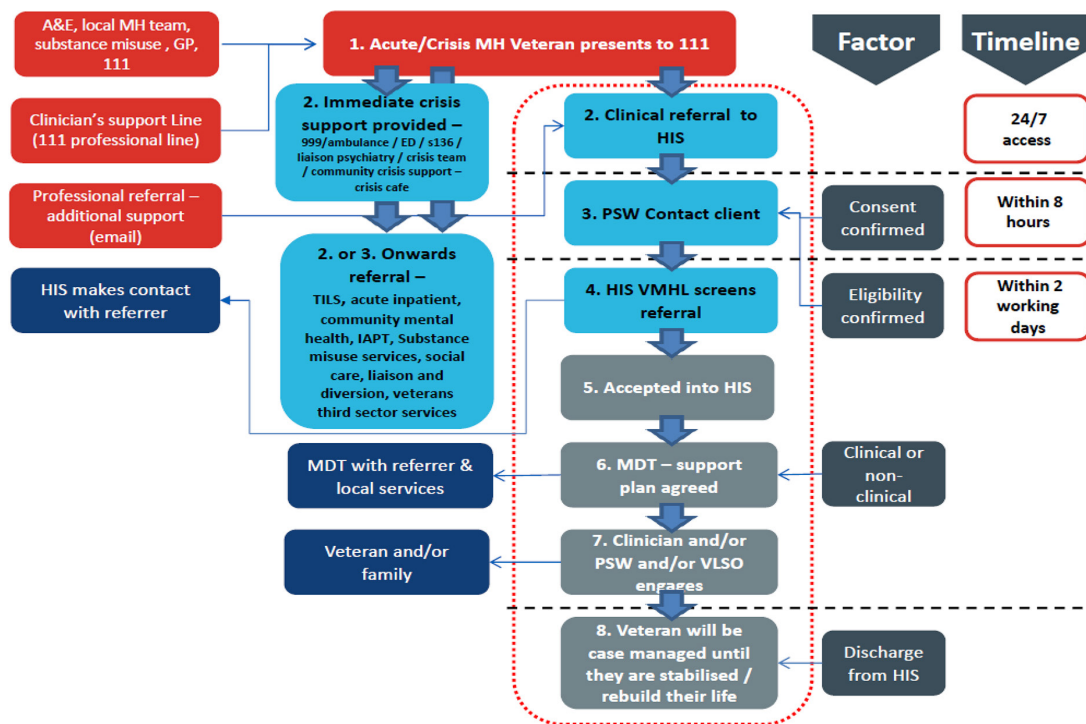 A&E, local MH team,
substance misuse , GP,
111
1. Acute/Crisis MH Veteran presents to 111
Factor
Timeline
Clinician's support Line
(111 professional line)
2. Immediate crisis
support provided –
999/ambulance / ED / s136 /
liaison psychiatry / crisis team
/ community crisis support –
crisis cafe
2. Clinical referral to
HIS
24/7
access
Professional referral –
additional support
(email)
3. PSW Contact client
Consent
confirmed
Within 8
hours
HIS makes contact
with referrer
2. or 3. Onwards
referral –
TILS, acute inpatient,
community mental
health, IAPT, Substance
misuse services, social
care, liaison and
diversion, veterans
third sector services
4. HIS VMHL screens
referral
Eligibility
confirmed
Within 2
working
days
5. Accepted into HIS
MDT with referrer &
local services
6. MDT – support
plan agreed
Clinical or
non-
clinical
Veteran and/or
family
7. Clinician and/or
PSW and/or VLSO
engages
8. Veteran will be
case managed until
they are stabilised /
rebuild their life
Discharge
from HIS